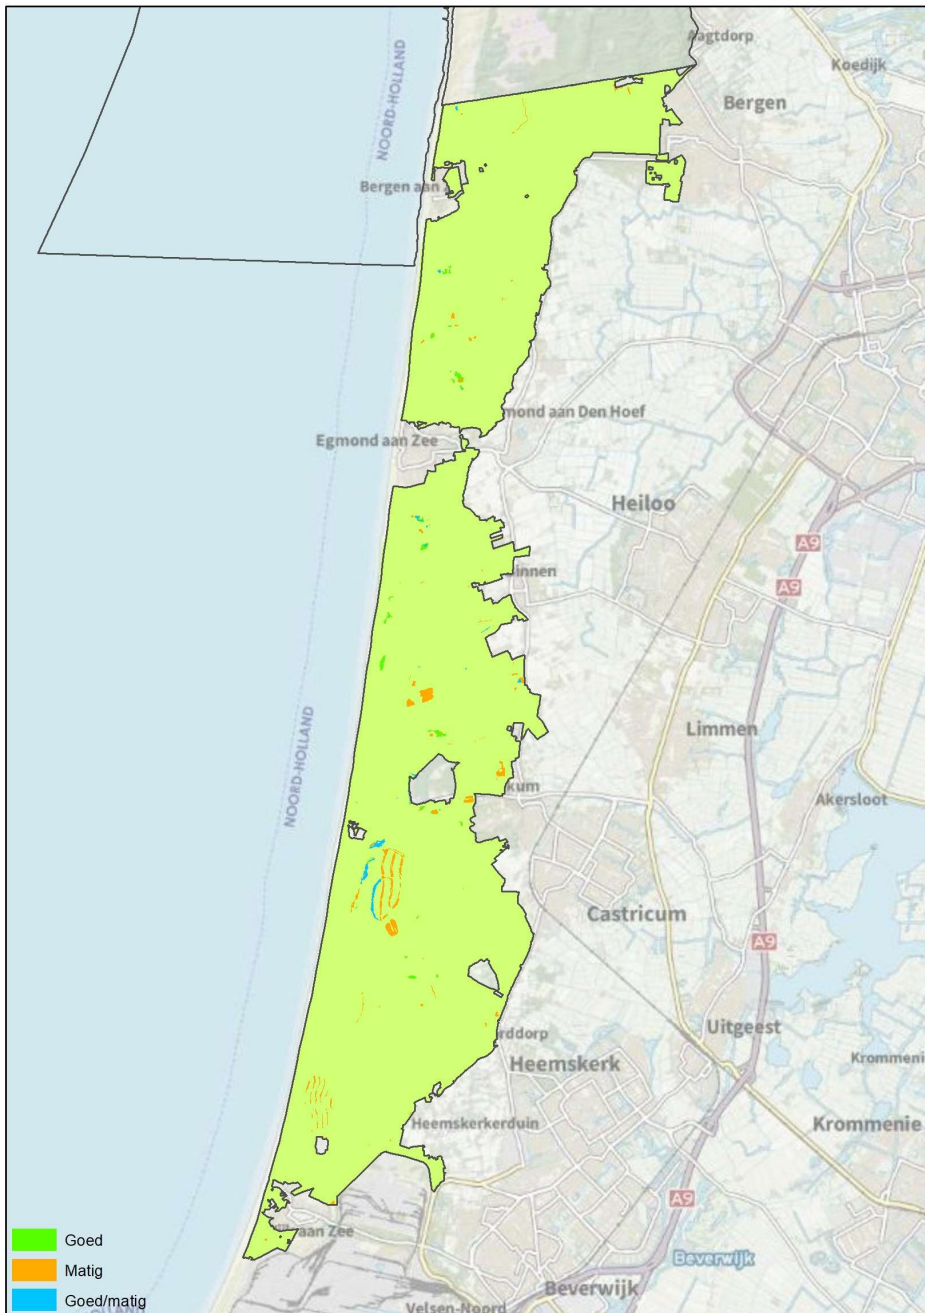 Aagtdorp
Koedijk
NOORD-HOLLAND
Bergen
Bergen aan
Egmond aan Zee
mond aan Den Hoef
Heiloo
A9
innen
A9
NOORD-HOLLAND
Limmen
kum
Akersloot
Castricum
A9
Uitgeest
rddorp
Heemskerk
Krommenie
Heemskerkerduin
Krommenie
A9
aan Zee
Goed
Beverwijk
Matig
Beverwijk
Goed/matig
Velsen-Noord